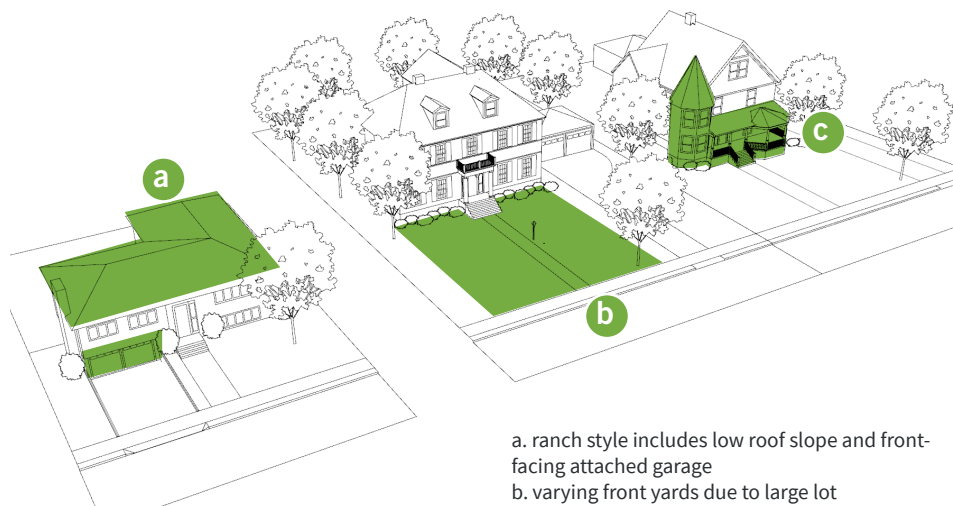 a
c
b
a. ranch style includes low roof slope and front-
facing attached garage
b. varying front yards due to large lot